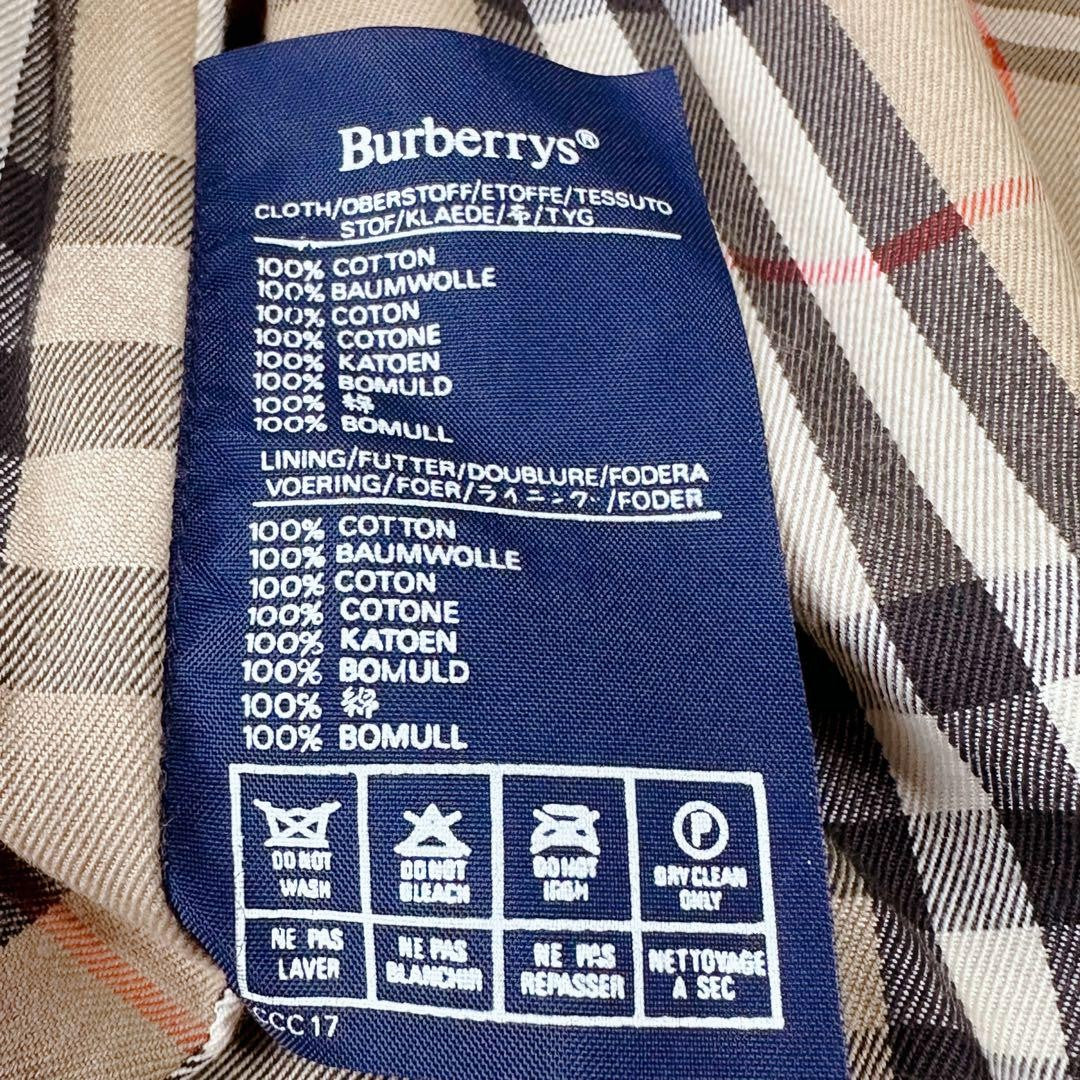 Burberrys®
CLOTH/OBERSTOFF/ETOFFE/TESSUTO
STOF/KLAEDE/布/TYG
100% COTTON
100% BAUMWOLLE
100% COTON
100% COTONE
100% KATOEN
100% BOMULD
100% 綿
100% BOMULL
LINING/FUTTER/DOUBLURE/FODERA
VOERING/FOER/ライニング/FODER
100% COTTON
100% BAUMWOLLE
100% COTON
100% COTONE
100% KATOEN
100% BOMULD
100% 綿
100% BOMULL
DO NOT
WASH
DO NOT
BLEACH
DO NOT
IRON
P
DRY CLEAN
ONLY
NE PAS
LAVER
NE PAS
BLANCHIR
NE PAS
REPASSER
NETTOYAGE
A SEC
CCC 17